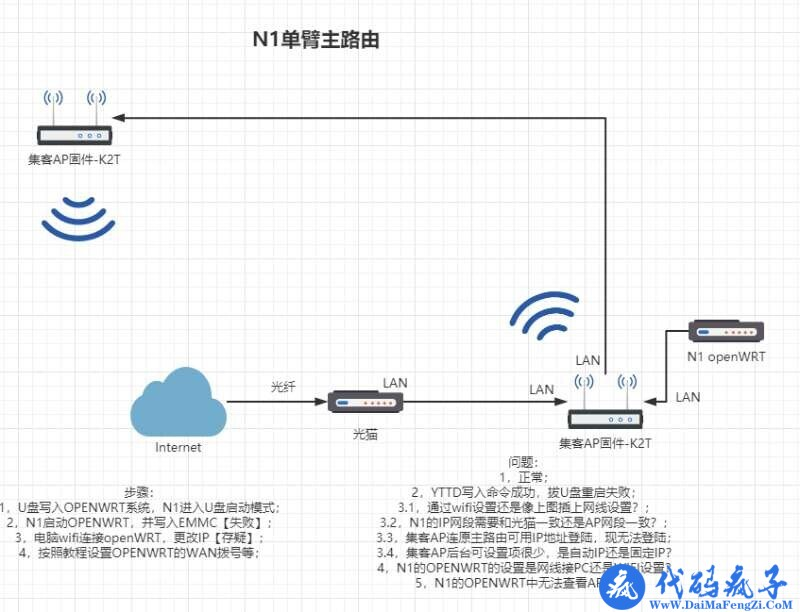 N1单臂主路由
集客AP固件-K2T
N1 openWRT
LAN
LAN
LAN
LAN
光纤
光猫
Internet
集客AP固件-K2T
步骤:
1, U盘写入OPENWRT系统, N1进入U盘启动模式;
2, N1启动OPENWRT, 并写入EMMC【失败】;
3, 电脑wifi连接openWRT, 更改IP【存疑】;
4, 按照教程设置OPENWRT的WAN拨号等;
问题:
1, 正常;
2, YTTD写入命令成功, 拔U盘重启失败;
3.1, 通过wifi设置还是像上图插上网线设置? ;
3.2, N1的IP网段需要和光猫一致还是AP网段一致? ;
3.3, 集客AP连原主路由可用IP地址登陆, 现无法登陆;
3.4, 集客AP后台可设置项很少, 是自动IP还是固定IP?
4, N1的OPENWRT的设置是网线接PC还是WIFI设置?
5, N1的OPENWRT中无法查看AP
疯 代码疯子
Www.DaiMaFengZi.Com